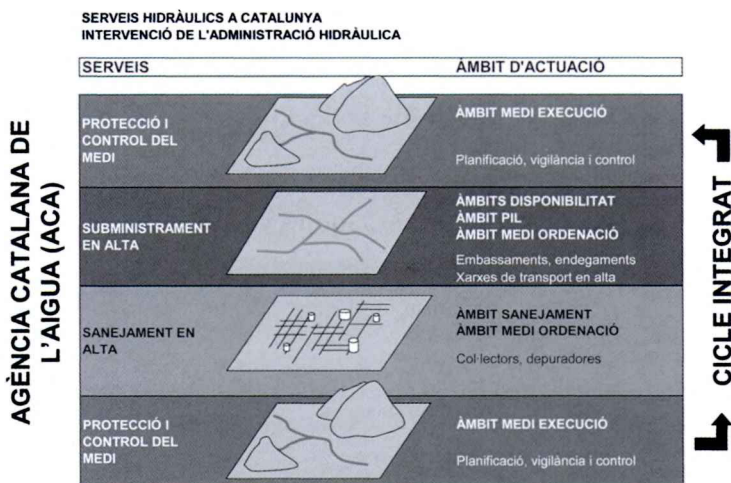 SERVEIS HIDRÀULICS A CATALUNYA
INTERVENCIÓ DE L'ADMINISTRACIÓ HIDRÀULICA
SERVEIS
ÀMBIT D'ACTUACIÓ
AGÈNCIA CATALANA DE
L'AIGUA (ACA)
PROTECCIÓ I
CONTROL DEL
MEDI
ÀMBIT MEDI EXECUCIÓ
Planificació, vigilància i control
SUBMINISTRAMENT
EN ALTA
ÀMBITS DISPONIBILITAT
ÀMBIT PIL
ÀMBIT MEDI ORDENACIÓ
Embassaments, endegaments
Xarxes de transport en alta
SANEJAMENT EN
ALTA
ÀMBIT SANEJAMENT
ÀMBIT MEDI ORDENACIÓ
Col·lectors, depuradores
PROTECCIÓ I
CONTROL DEL
MEDI
ÀMBIT MEDI EXECUCIÓ
Planificació, vigilància i control
CICLE INTEGRAT